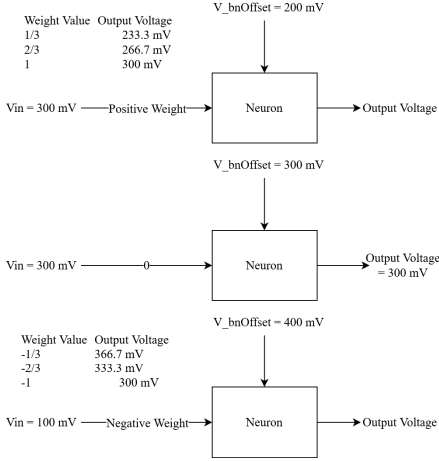 V_bnOffset = 200 mV
Weight Value Output Voltage
1/3 233.3 mV
2/3 266.7 mV
1 300 mV
Vin = 300 mV Positive Weight Neuron Output Voltage
V_bnOffset = 300 mV
Vin = 300 mV 0 Neuron Output Voltage
= 300 mV
V_bnOffset = 400 mV
Weight Value Output Voltage
-1/3 366.7 mV
-2/3 333.3 mV
-1 300 mV
Vin = 100 mV Negative Weight Neuron Output Voltage